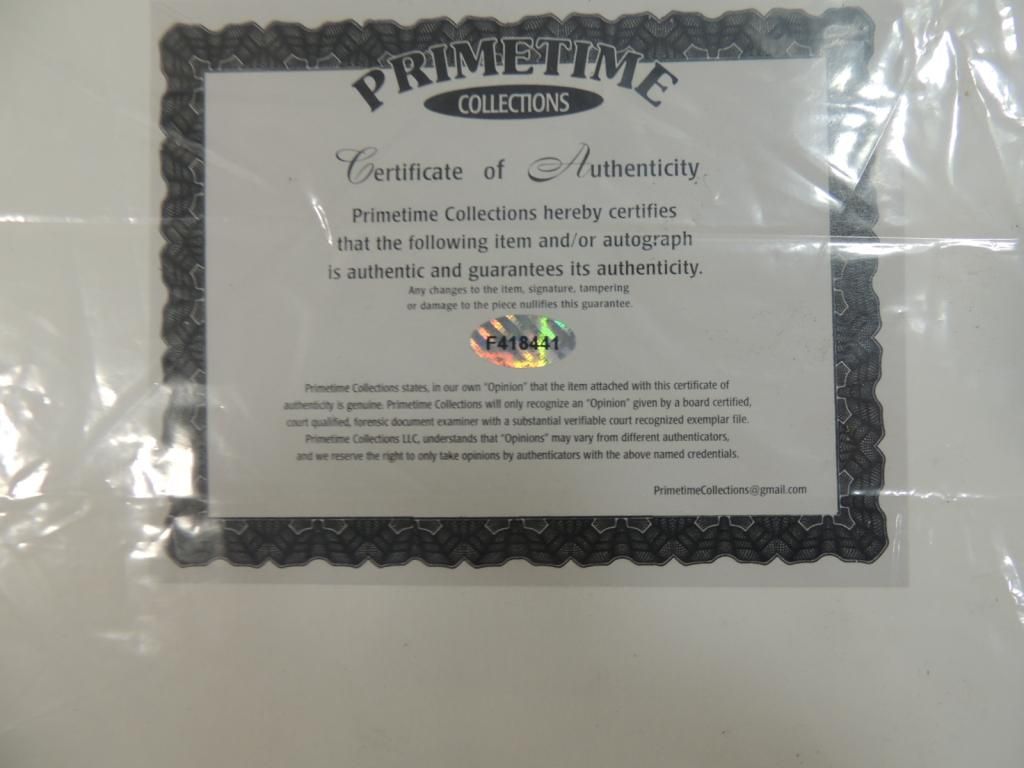 PRIMETIME
COLLECTIONS
Certificate of Authenticity
Primetime Collections hereby certifies
that the following item and/or autograph
is authentic and guarantees its authenticity.
Any changes to the item, signature, tampering
or damage to the piece nullifies this guarantee.
F418441
Primetime Collections states, in our own "Opinion" that the item attached with this certificate of
authenticity is genuine. Primetime Collections will only recognize an "Opinion" given by a board certified,
court qualified, forensic document examiner with a substantial verifiable court recognized exemplar file.
Primetime Collections LLC, understands that "Opinions" may vary from different authenticators,
and we reserve the right to only take opinions by authenticators with the above named credentials.
PrimetimeCollections@gmail.com